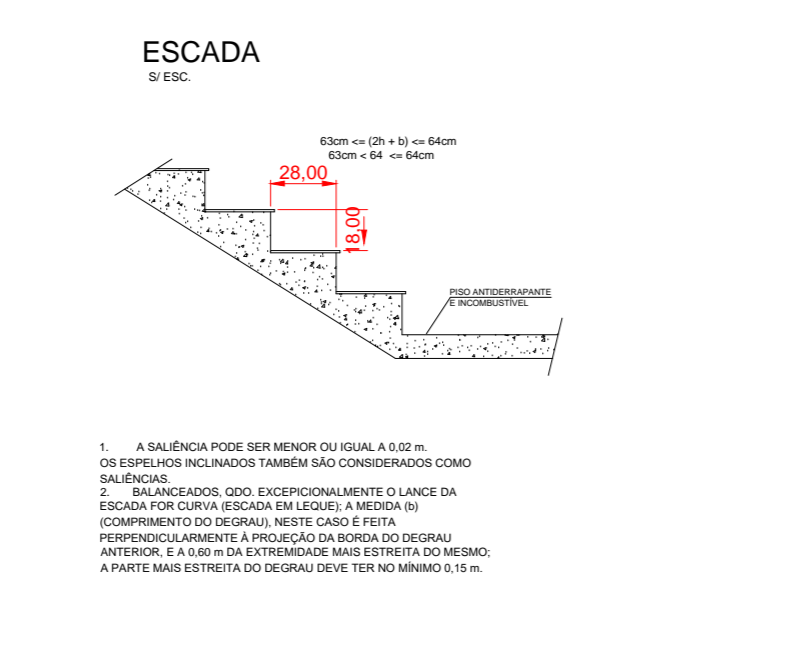 ESCADA
S/ ESC.
63cm <= (2h + b) <= 64cm
63cm < 64 <= 64cm
28,00
18,00
PISO ANTIDERRAPANTE
E INCOMBUSTÍVEL
1. A SALIÊNCIA PODE SER MENOR OU IGUAL A 0,02 m.
OS ESPELHOS INCLINADOS TAMBÉM SÃO CONSIDERADOS COMO
SALIÊNCIAS.
2. BALANCEADOS, QDO. EXCEPICIONALMENTE O LANCE DA
ESCADA FOR CURVA (ESCADA EM LEQUE); A MEDIDA (b)
(COMPRIMENTO DO DEGRAU), NESTE CASO É FEITA
PERPENDICULARMENTE À PROJEÇÃO DA BORDA DO DEGRAU
ANTERIOR, E A 0,60 m DA EXTREMIDADE MAIS ESTREITA DO MESMO;
A PARTE MAIS ESTREITA DO DEGRAU DEVE TER NO MÍNIMO 0,15 m.